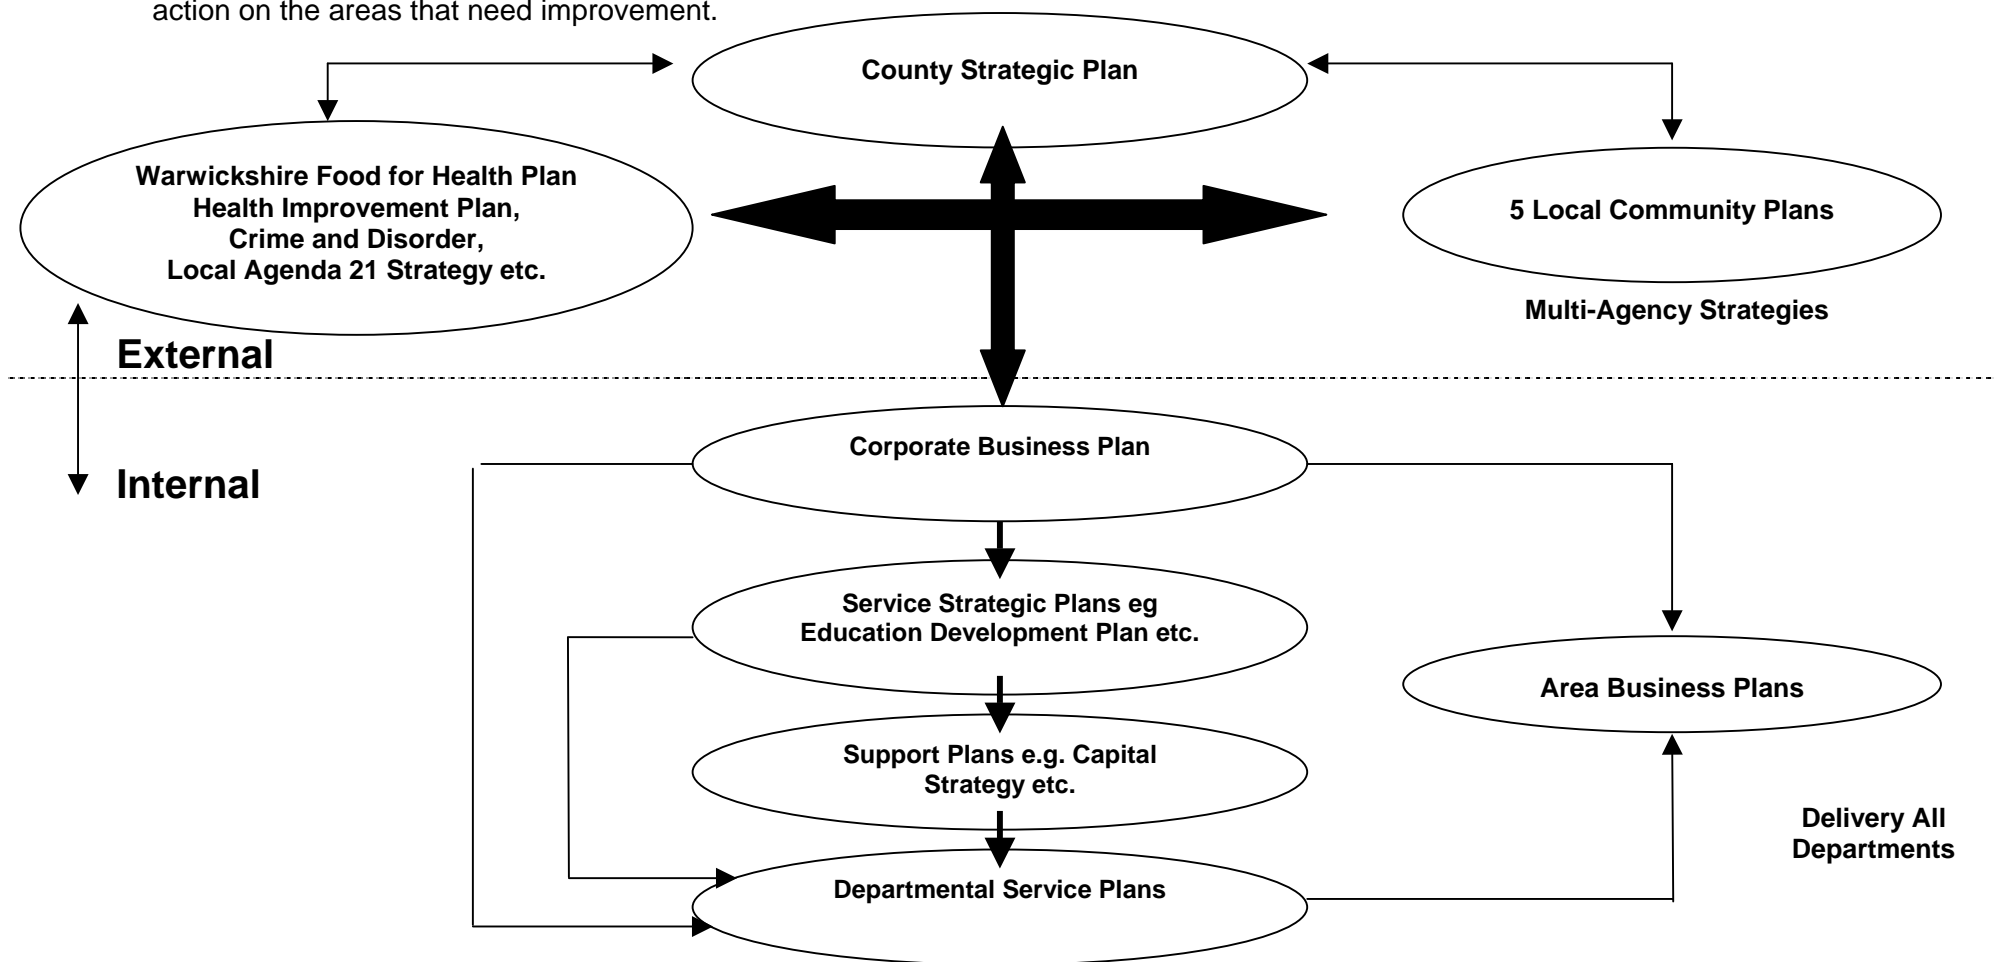 action on the areas that need improvement.
County Strategic Plan
Warwickshire Food for Health Plan
Health Improvement Plan,
Crime and Disorder,
Local Agenda 21 Strategy etc.
5 Local Community Plans
Multi-Agency Strategies
External
Internal
Corporate Business Plan
Service Strategic Plans eg
Education Development Plan etc.
Area Business Plans
Support Plans e.g. Capital
Strategy etc.
Delivery All
Departments
Departmental Service Plans